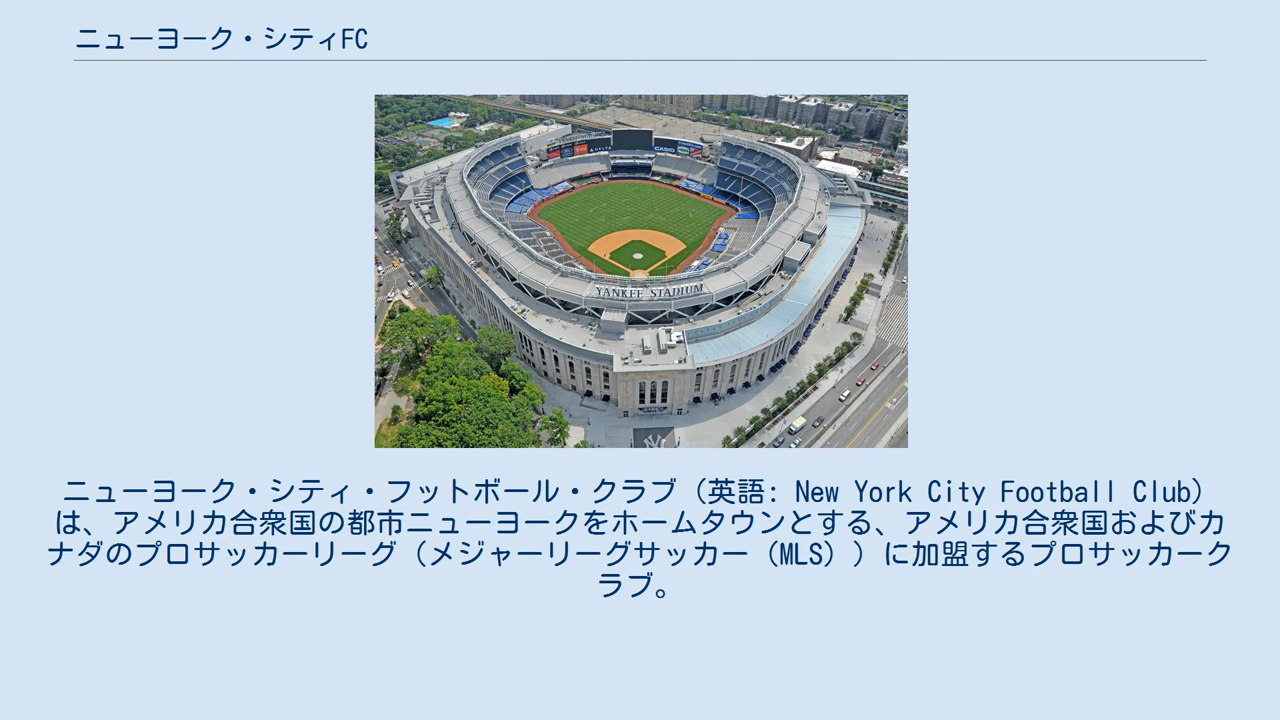 ニューヨーク・シティFC
CASIO
YANKEE STADIUM
ニューヨーク・シティ・フットボール・クラブ（英語: New York City Football Club）
は、アメリカ合衆国の都市ニューヨークをホームタウンとする、アメリカ合衆国およびカ
ナダのプロサッカーリーグ（メジャーリーグサッカー（MLS））に加盟するプロサッカーク
ラブ。